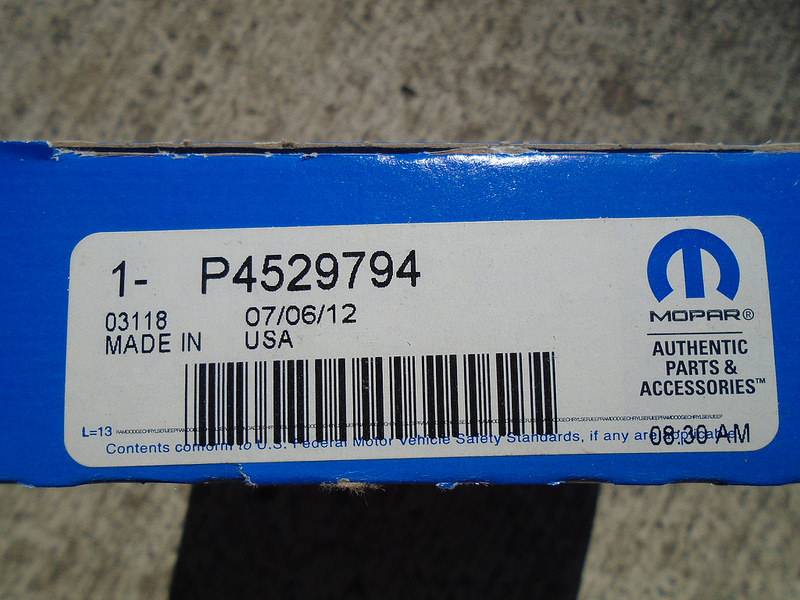 1- P4529794
03118 07/06/12
MADE IN USA
MOPAR®
AUTHENTIC
PARTS &
ACCESSORIES™
L=13
Contents conform to U.S. Federal Motor Vehicle Safety Standards, if any are applicable.
08:30 AM